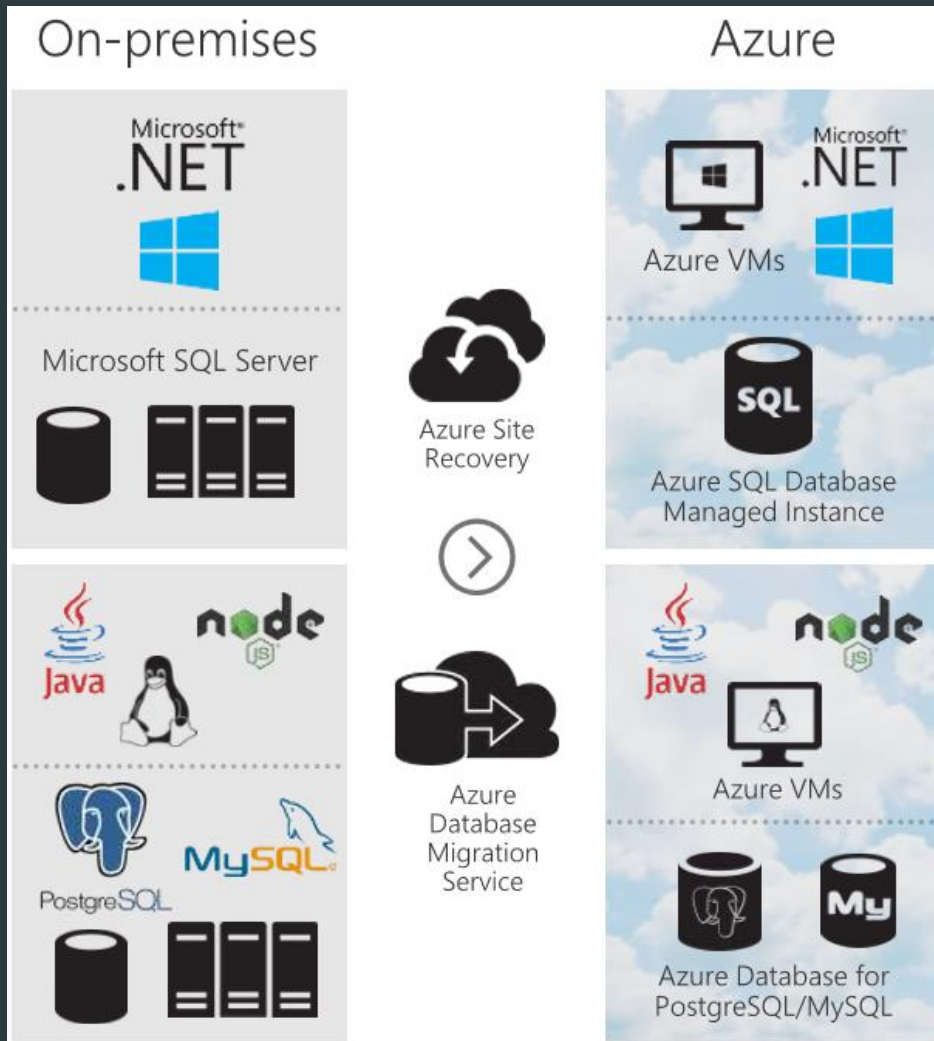 On-premises
Azure
Microsoft®
.NET
Microsoft SQL Server
Azure Site
Recovery
Microsoft®
.NET
Azure VMs
SQL
Azure SQL Database
Managed Instance
Java
node
JS
PostgreSQL
MySQL
Azure
Database
Migration
Service
Java
node
JS
Azure VMs
My
Azure Database for
PostgreSQL/MySQL